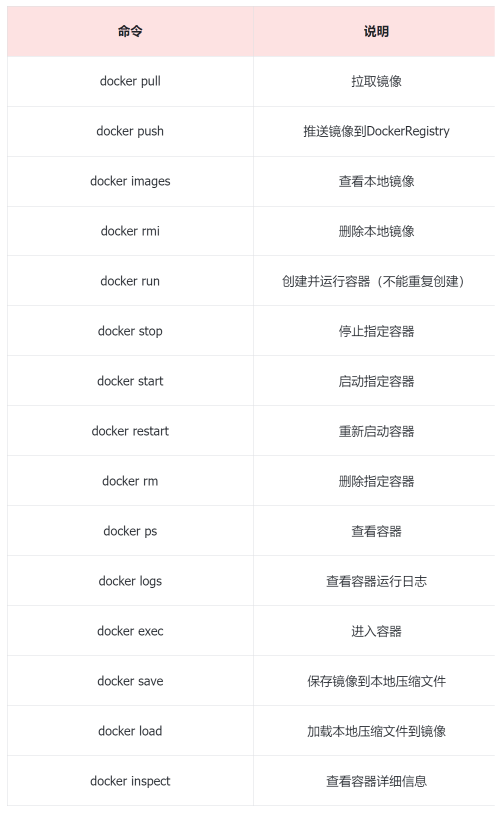 命令 说明
docker pull 拉取镜像
docker push 推送镜像到DockerRegistry
docker images 查看本地镜像
docker rmi 删除本地镜像
docker run 创建并运行容器（不能重复创建）
docker stop 停止指定容器
docker start 启动指定容器
docker restart 重新启动容器
docker rm 删除指定容器
docker ps 查看容器
docker logs 查看容器运行日志
docker exec 进入容器
docker save 保存镜像到本地压缩文件
docker load 加载本地压缩文件到镜像
docker inspect 查看容器详细信息